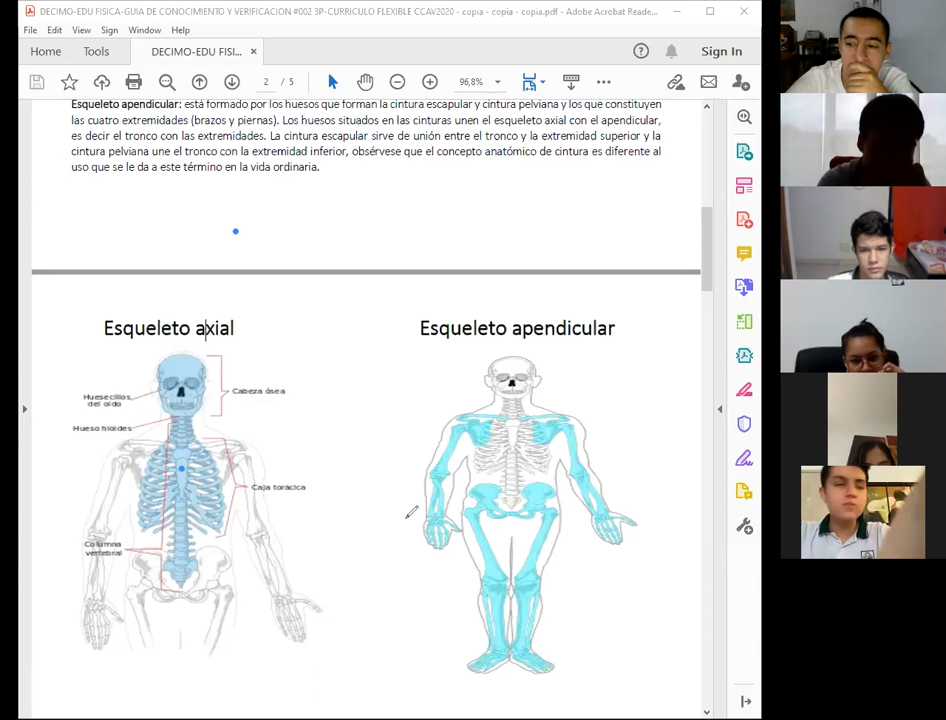 DECIMO-EDU FISICA-GUIA DE CONOCIMIENTO Y VERIFICACION #002 3P-CURRICULO FLEXIBLE CCAV2020 - copia - copia - copia.pdf - Adobe Acrobat Reade...
File Edit View Sign Window Help
Home Tools DECIMO-EDU FISI... × Sign In
2 / 5 96,8%
Esqueleto apendicular: está formado por los huesos que forman la cintura escapular y cintura pelviana y los que constituyen
las cuatro extremidades (brazos y piernas). Los huesos situados en las cinturas unen el esqueleto axial con el apendicular,
es decir el tronco con las extremidades. La cintura escapular sirve de unión entre el tronco y la extremidad superior y la
cintura pelviana une el tronco con la extremidad inferior, obsérvese que el concepto anatómico de cintura es diferente al
uso que se le da a este término en la vida ordinaria.
Esqueleto axial
Esqueleto apendicular
Cabeza ósea
Huesecillos
del oído
Hueso hioides
Caja torácica
Columna
vertebral